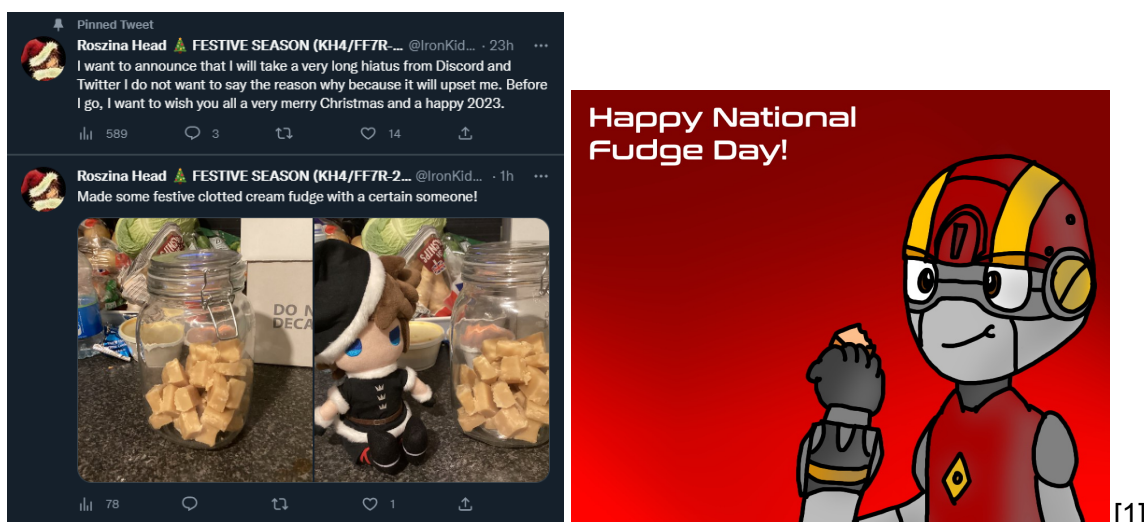 Pinned Tweet
Roszina Head 🎄 FESTIVE SEASON (KH4/FF7R-... @IronKid... · 23h
I want to announce that I will take a very long hiatus from Discord and
Twitter I do not want to say the reason why because it will upset me. Before
I go, I want to wish you all a very merry Christmas and a happy 2023.
589 3 14
Roszina Head 🎄 FESTIVE SEASON (KH4/FF7R-2... @IronKid... · 1h
Made some festive clotted cream fudge with a certain someone!
DO N
DECA
78 1
Happy National
Fudge Day!
[1]